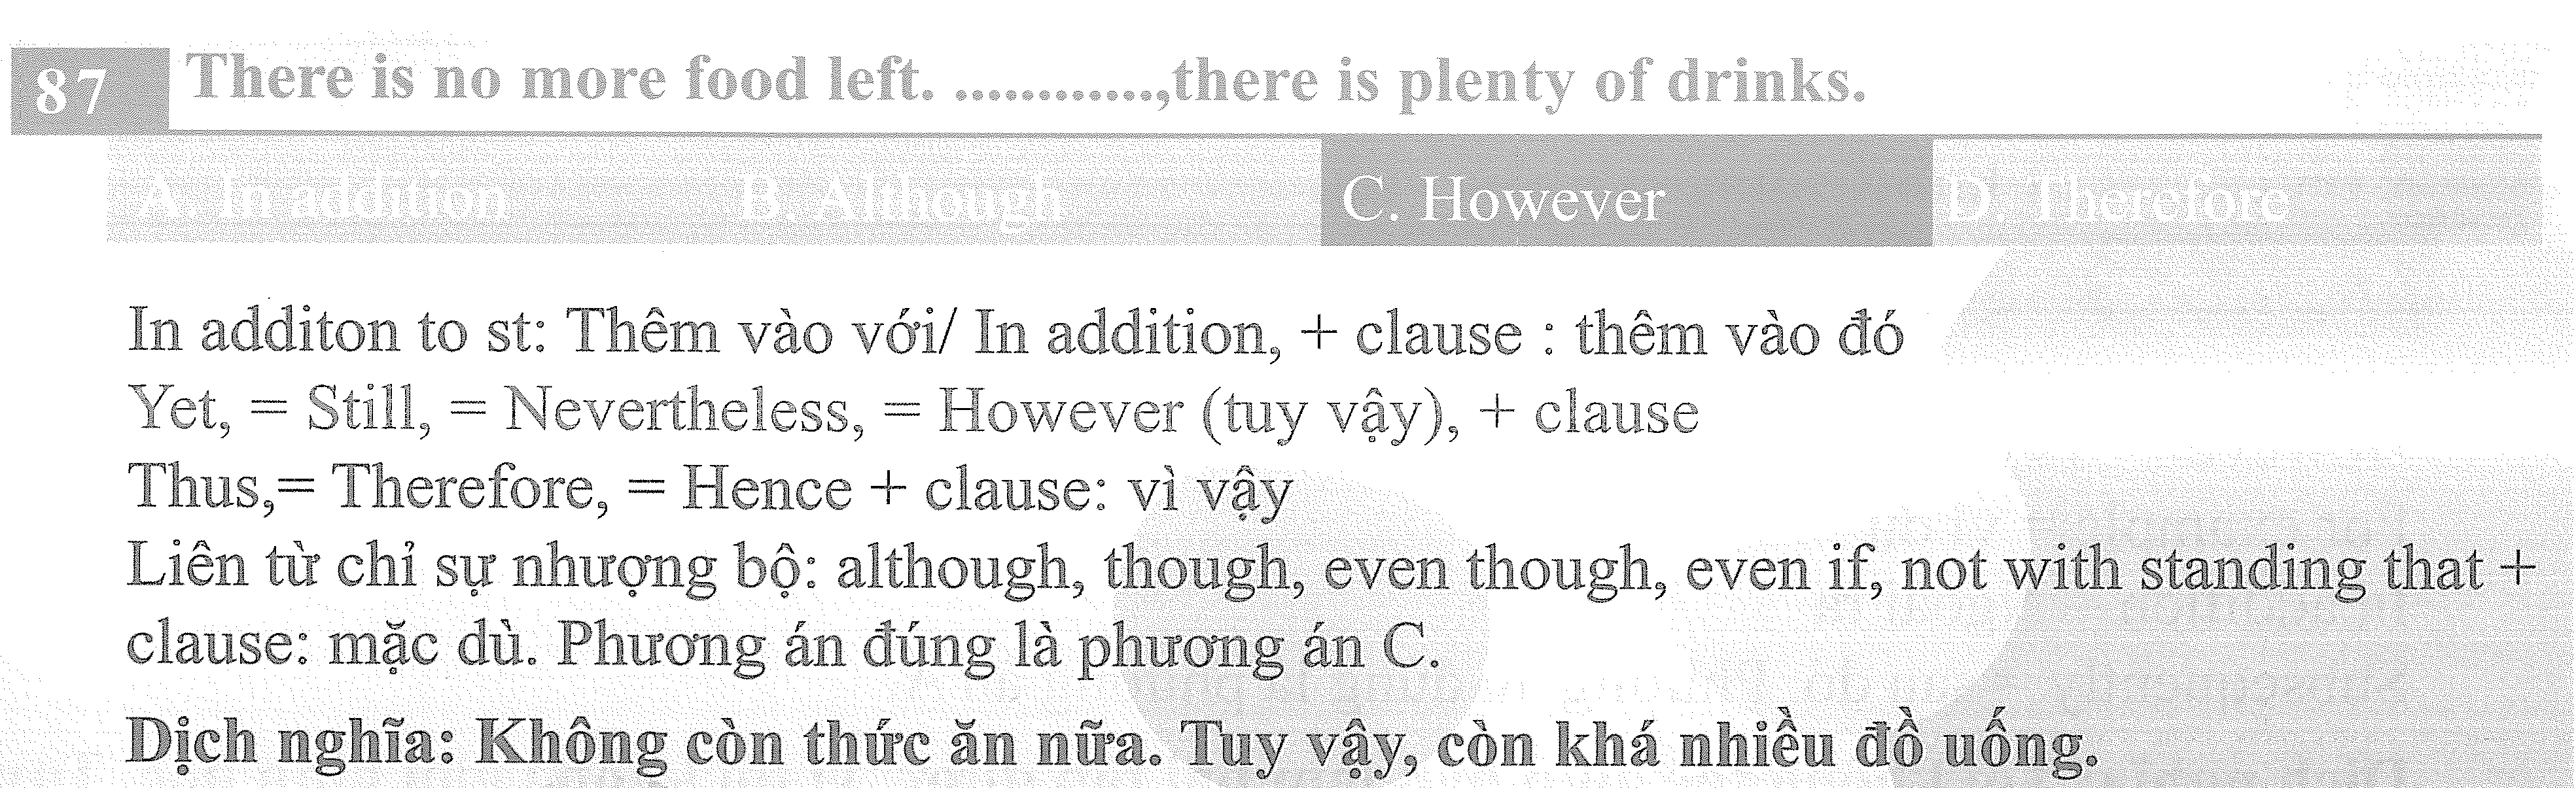 87 There is no more food left. ............,there is plenty of drinks.
A. In addition B. Although C. However D. Therefore
In additon to st: Thêm vào với/ In addition, + clause : thêm vào đó
Yet, = Still, = Nevertheless, = However (tuy vậy), + clause
Thus,= Therefore, = Hence + clause: vì vậy
Liên từ chỉ sự nhượng bộ: although, though, even though, even if, not with standing that +
clause: mặc dù. Phương án đúng là phương án C.
Dịch nghĩa: Không còn thức ăn nữa. Tuy vậy, còn khá nhiều đồ uống.